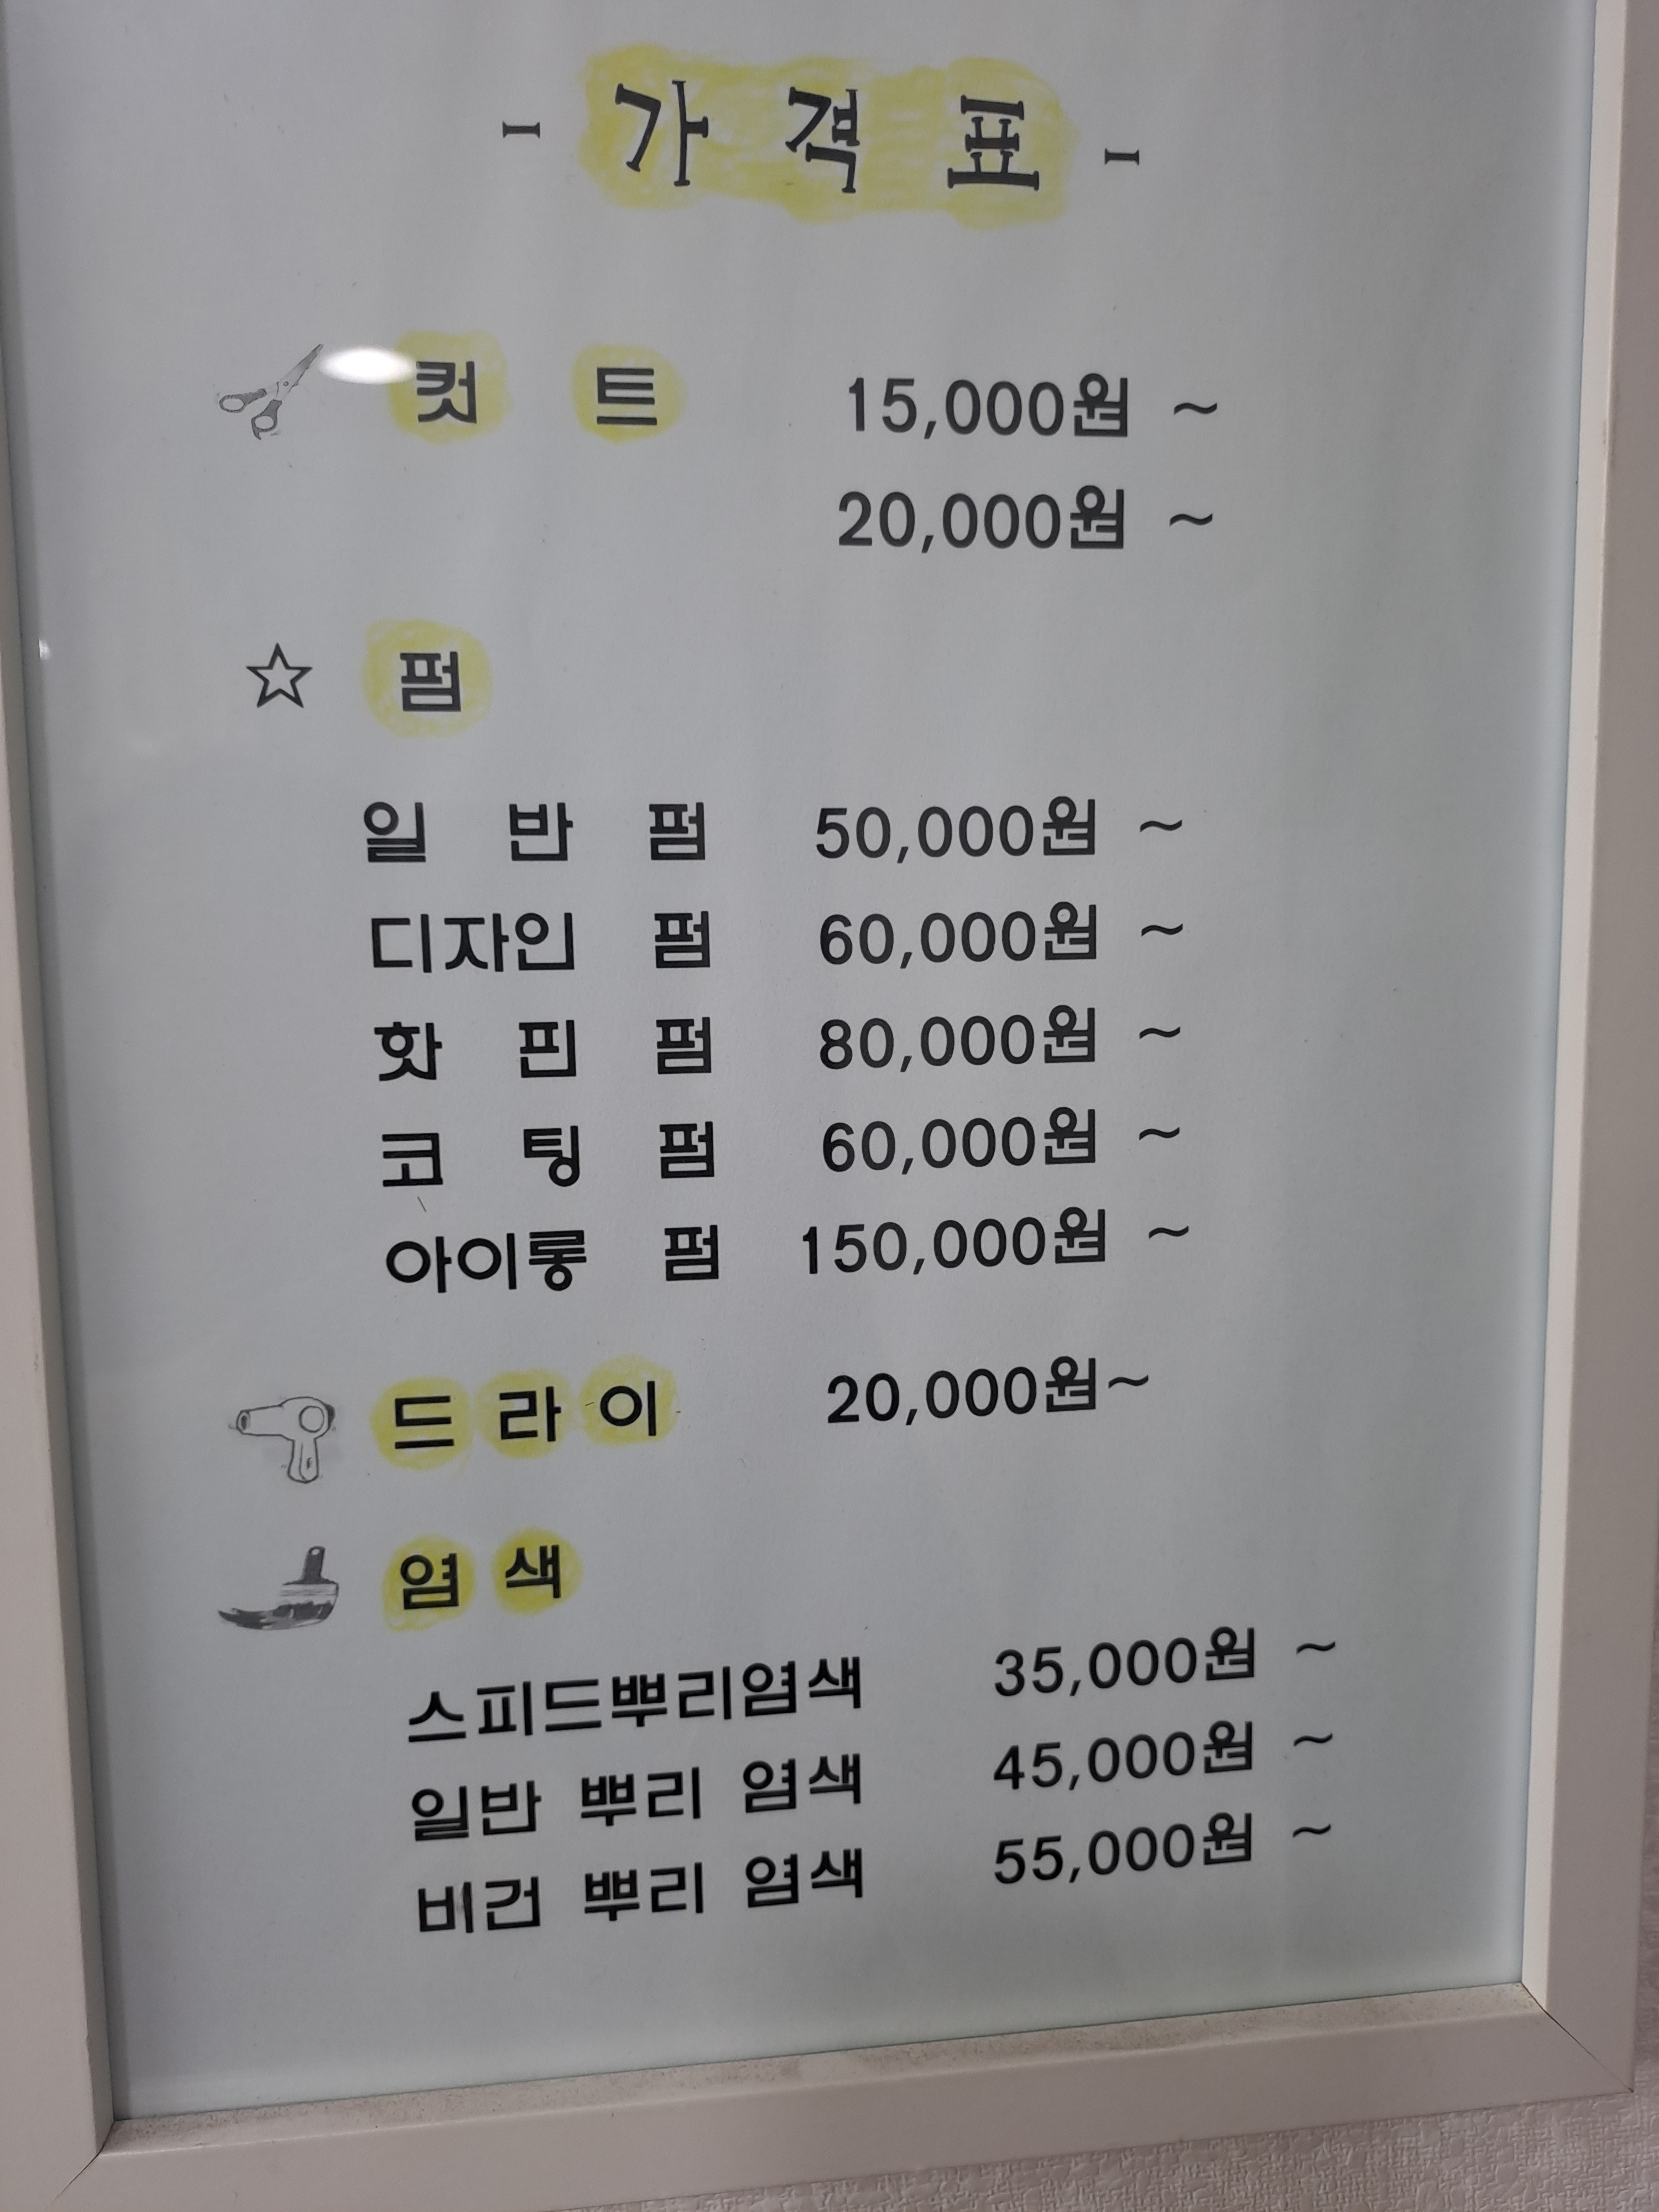 - 가 격 표 -
컷 트 15,000원 ~
20,000원 ~
☆ 펌
일 반 펌 50,000원 ~
디자인 펌 60,000원 ~
핫 핀 펌 80,000원 ~
코 팅 펌 60,000원 ~
아이롱 펌 150,000원 ~
드라이 20,000원~
염색
스피드뿌리염색 35,000원 ~
일반 뿌리 염색 45,000원 ~
비건 뿌리 염색 55,000원 ~